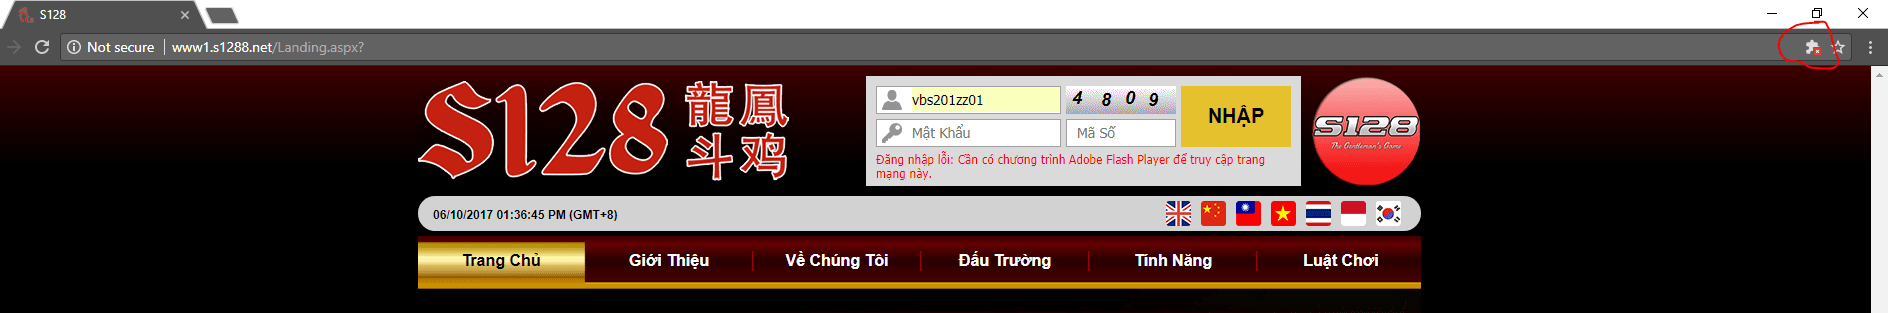 S128
Not secure
www1.s1288.net/Landing.aspx?
S128 龍鳳
斗鸡
vbs201zz01
4 8 0 9
NHẬP
Mật Khẩu
Mã Số
Đăng nhập lỗi: Cần có chương trình Adobe Flash Player để truy cập trang
mạng này.
S128
The Gentlemen's Game
06/10/2017 01:36:45 PM (GMT+8)
Trang Chủ
Giới Thiệu
Về Chúng Tôi
Đấu Trường
Tính Năng
Luật Chơi